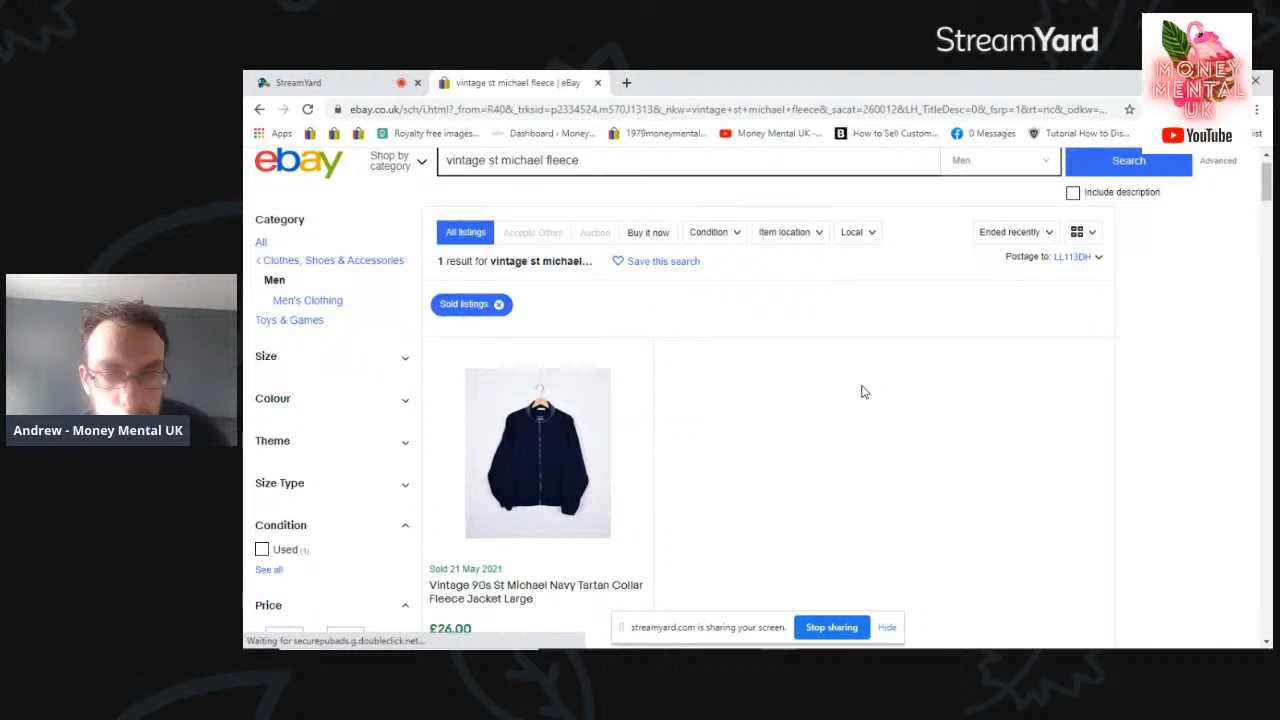 StreamYard
MONEY
MENTAL
UK
YouTube
StreamYard
vintage st michael fleece | eBay
ebay.co.uk/sch/i.html?_from=R40&_trksid=p2334524.m570.l1313&_nkw=vintage+st+michael+fleece&_sacat=260012&LH_TitleDesc=0&_fsrp=1&rt=nc&_odkw=...
Apps
Royalty free images...
Dashboard ‹ Money...
1979moneymental...
Money Mental UK -...
How to Sell Custom...
0 Messages
Tutorial How to Dis...
list
ebay
Shop by
category
vintage st michael fleece
Men
Search
Advanced
Include description
Category
All
< Clothes, Shoes & Accessories
Men
Men's Clothing
Toys & Games
Size
Colour
Theme
Size Type
Condition
Used (1)
See all
Price
All listings
Accepts Offers
Auction
Buy it now
Condition
Item location
Local
Ended recently
1 result for vintage st michael...
Save this search
Postage to: LL113DH
Sold listings
Sold 21 May 2021
Vintage 90s St Michael Navy Tartan Collar
Fleece Jacket Large
£26.00
streamyard.com is sharing your screen.
Stop sharing
Hide
Waiting for securepubads.g.doubleclick.net...
Andrew - Money Mental UK